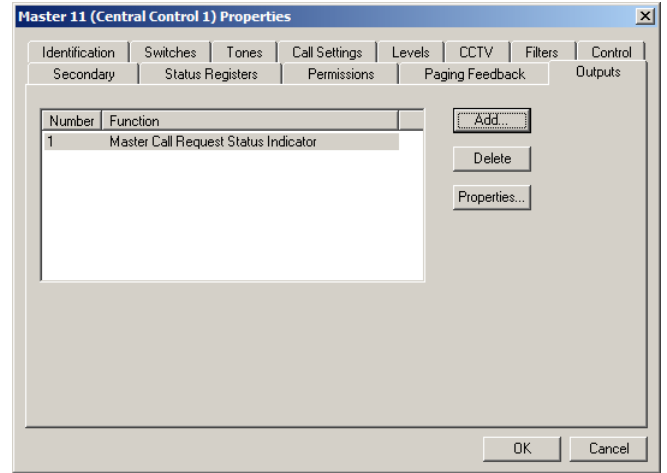 Master 11 (Central Control 1) Properties
Identification Switches Tones Call Settings Levels CCTV Filters Control
Secondary Status Registers Permissions Paging Feedback Outputs
Number Function
1 Master Call Request Status Indicator
Add...
Delete
Properties...
OK Cancel